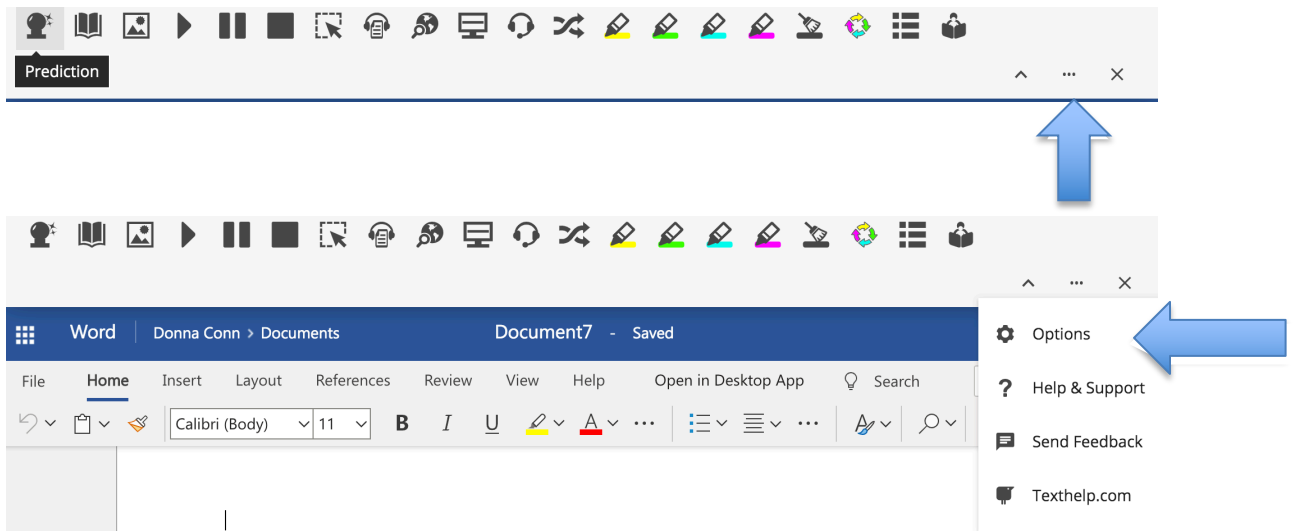 Prediction
Word Donna Conn > Documents Document7 - Saved
Options
File Home Insert Layout References Review View Help Open in Desktop App Search
Help & Support
Calibri (Body) 11 B I U A
Send Feedback
Texthelp.com